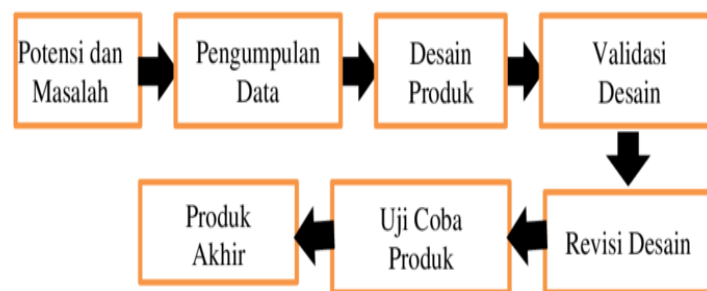 Potensi dan
Masalah
Pengumpulan
Data
Desain
Produk
Validasi
Desain
Revisi Desain
Uji Coba
Produk
Produk
Akhir